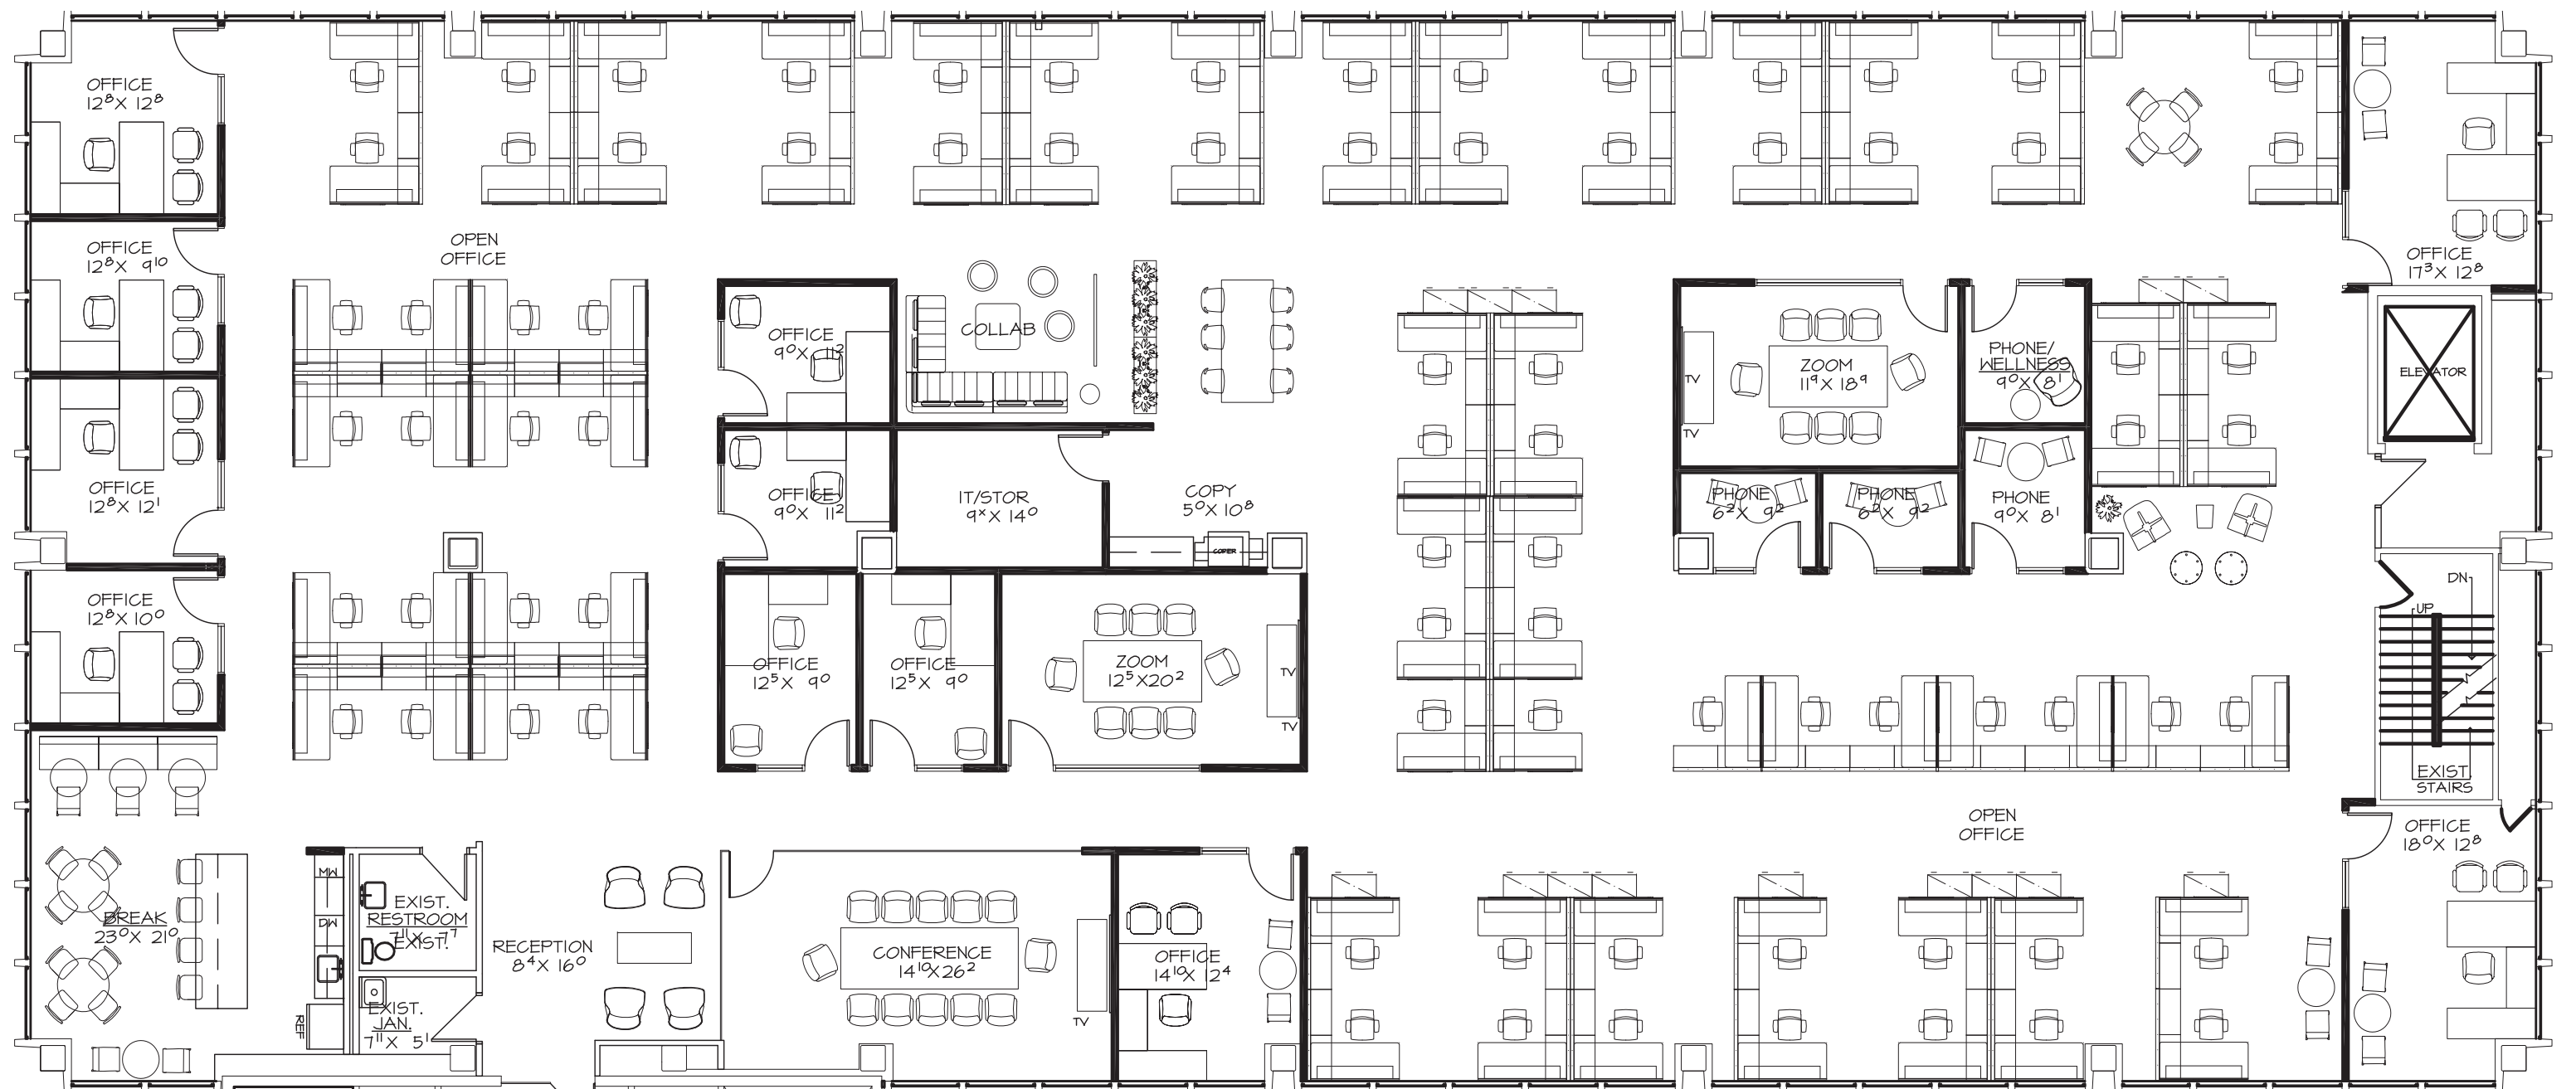 OFFICE
12⁸X 12⁸
OFFICE
12⁸X 9¹⁰
OFFICE
12⁸X 12¹
OFFICE
12⁸X 10⁰
OPEN
OFFICE
OFFICE
9⁰X 11²
OFFICE
9⁰X 11²
COLLAB
IT/STOR
9ˣX 14⁰
COPY
5⁰X 10⁸
COPIER
OFFICE
12⁵X 9⁰
OFFICE
12⁵X 9⁰
ZOOM
12⁵X20²
TV
TV
ZOOM
11⁹X 18⁹
TV
TV
PHONE/
WELLNESS
9⁰X 8¹
PHONE
6²X 9²
PHONE
6²X 9²
PHONE
9⁰X 8¹
OFFICE
17³X 12⁸
ELEVATOR
DN
UP
EXIST.
STAIRS
OPEN
OFFICE
OFFICE
18⁰X 12⁸
BREAK
23⁰X 21⁰
MW
DW
REF
EXIST.
RESTROOM
7¹¹X 7⁷
EXIST.
EXIST.
JAN.
7¹¹X 5¹
RECEPTION
8⁴X 16⁰
CONFERENCE
14¹⁰X26²
TV
OFFICE
14¹⁰X 12⁴